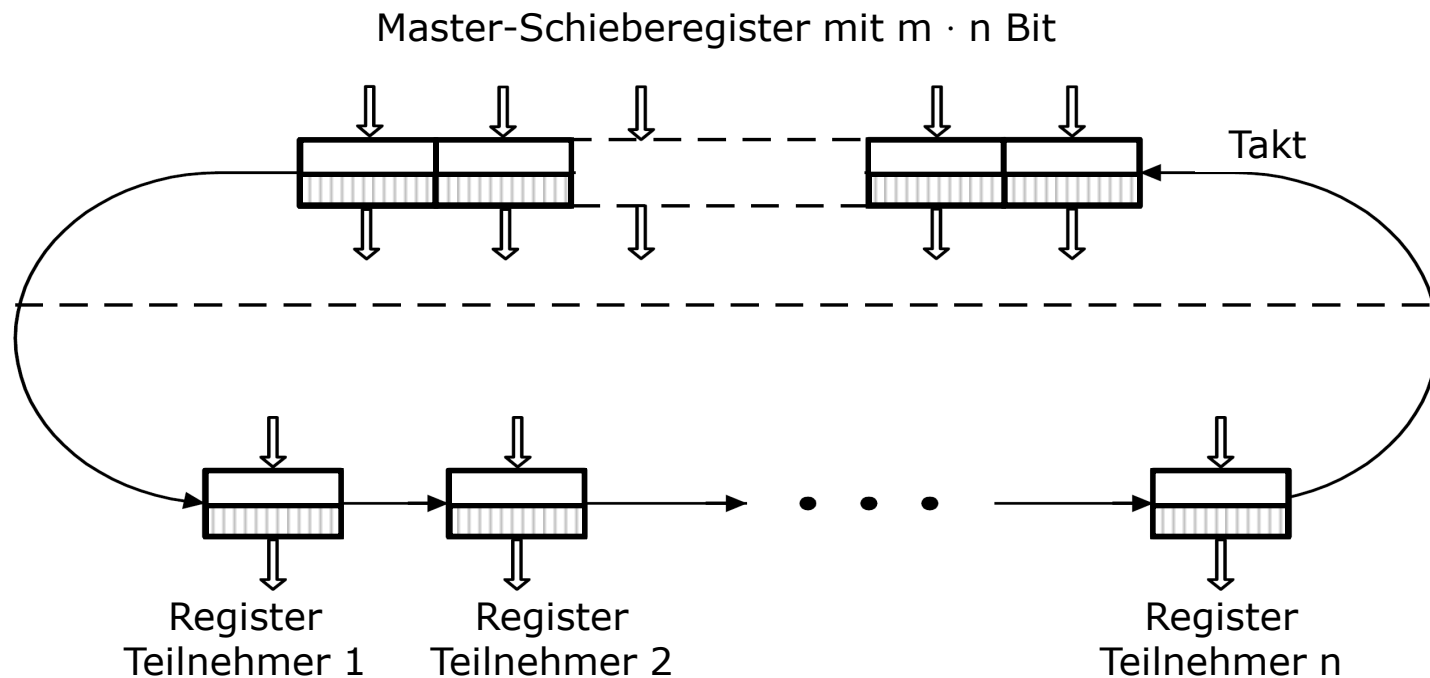 Master-Schieberegister mit m · n Bit
Takt
Register
Teilnehmer 1
Register
Teilnehmer 2
Register
Teilnehmer n